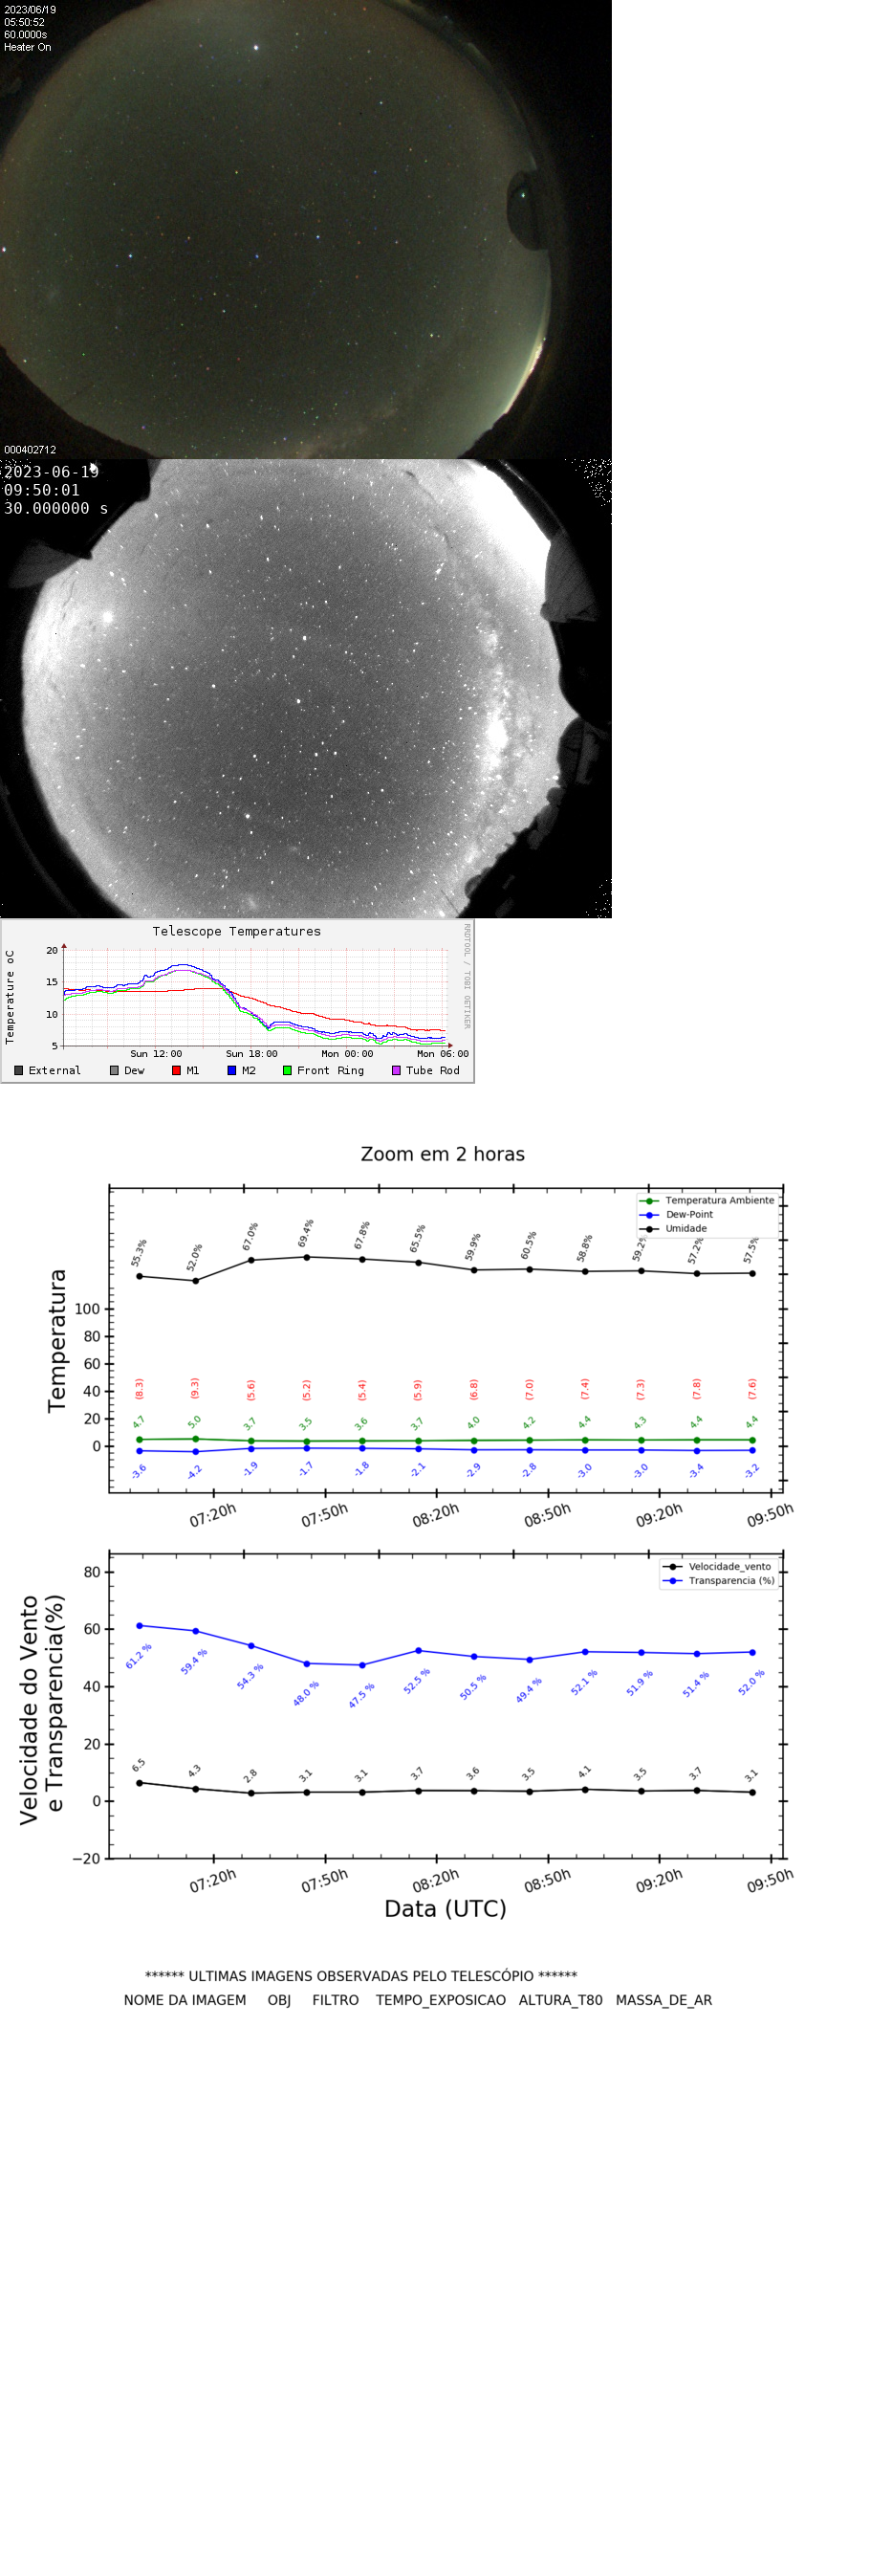 2023/06/19
05:50:52
60.0000s
Heater On
000402712
2023-06-19
09:50:01
30.000000 s
Telescope Temperatures
RRDTOOL / TOBI OETIKER
Temperature oC
20
15
10
5
Sun 12:00 Sun 18:00 Mon 00:00 Mon 06:00
External Dew M1 M2 Front Ring Tube Rod
Zoom em 2 horas
Temperatura Ambiente
Dew-Point
Umidade
55.3% 52.0% 67.0% 69.4% 67.8% 65.5% 59.9% 60.5% 58.8% 59.2% 57.2% 57.5%
Temperatura
100
80
60
40
20
0
(8.3) (9.3) (5.6) (5.2) (5.4) (5.9) (6.8) (7.0) (7.4) (7.3) (7.8) (7.6)
4.7 5.0 3.7 3.5 3.6 3.7 4.0 4.2 4.4 4.3 4.4 4.4
-3.6 -4.2 -1.9 -1.7 -1.8 -2.1 -2.9 -2.8 -3.0 -3.0 -3.4 -3.2
07:20h 07:50h 08:20h 08:50h 09:20h 09:50h
Velocidade_vento
Transparencia (%)
Velocidade do Vento
e Transparencia(%)
80
60
40
20
0
−20
61.2 % 59.4 % 54.3 % 48.0 % 47.5 % 52.5 % 50.5 % 49.4 % 52.1 % 51.9 % 51.4 % 52.0 %
6.5 4.3 2.8 3.1 3.1 3.7 3.6 3.5 4.1 3.5 3.7 3.1
07:20h 07:50h 08:20h 08:50h 09:20h 09:50h
Data (UTC)
****** ULTIMAS IMAGENS OBSERVADAS PELO TELESCÓPIO ******
NOME DA IMAGEM OBJ FILTRO TEMPO_EXPOSICAO ALTURA_T80 MASSA_DE_AR